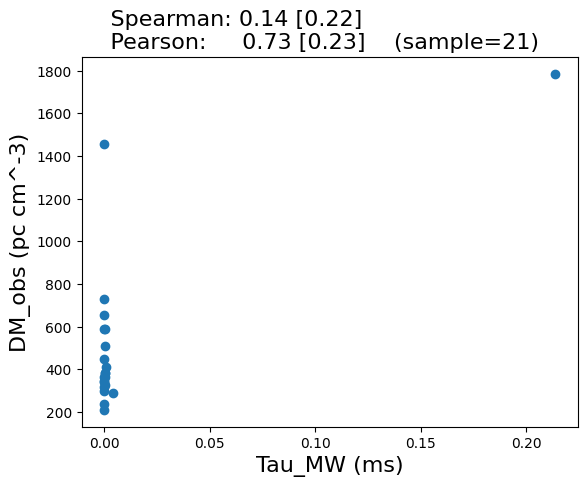 Spearman: 0.14 [0.22]
Pearson: 0.73 [0.23] (sample=21)
1800
1600
1400
1200
1000
800
600
400
200
DM_obs (pc cm^-3)
0.00 0.05 0.10 0.15 0.20
Tau_MW (ms)